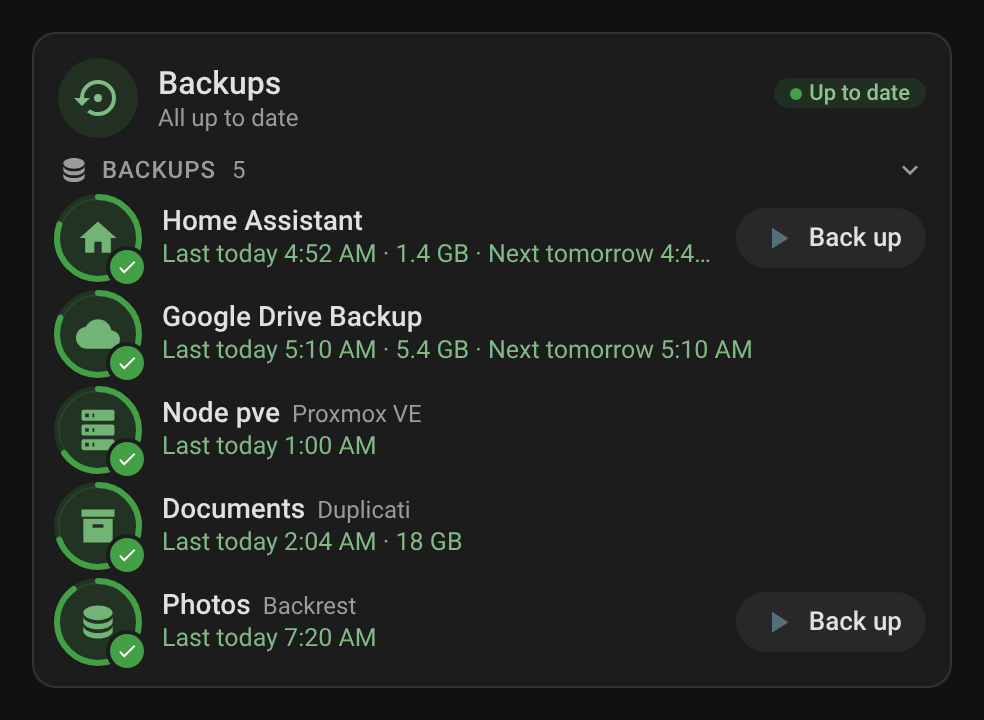 Backups
All up to date
Up to date
BACKUPS 5
Home Assistant
Last today 4:52 AM · 1.4 GB · Next tomorrow 4:4…
Back up
Google Drive Backup
Last today 5:10 AM · 5.4 GB · Next tomorrow 5:10 AM
Node pve Proxmox VE
Last today 1:00 AM
Documents Duplicati
Last today 2:04 AM · 18 GB
Photos Backrest
Last today 7:20 AM
Back up